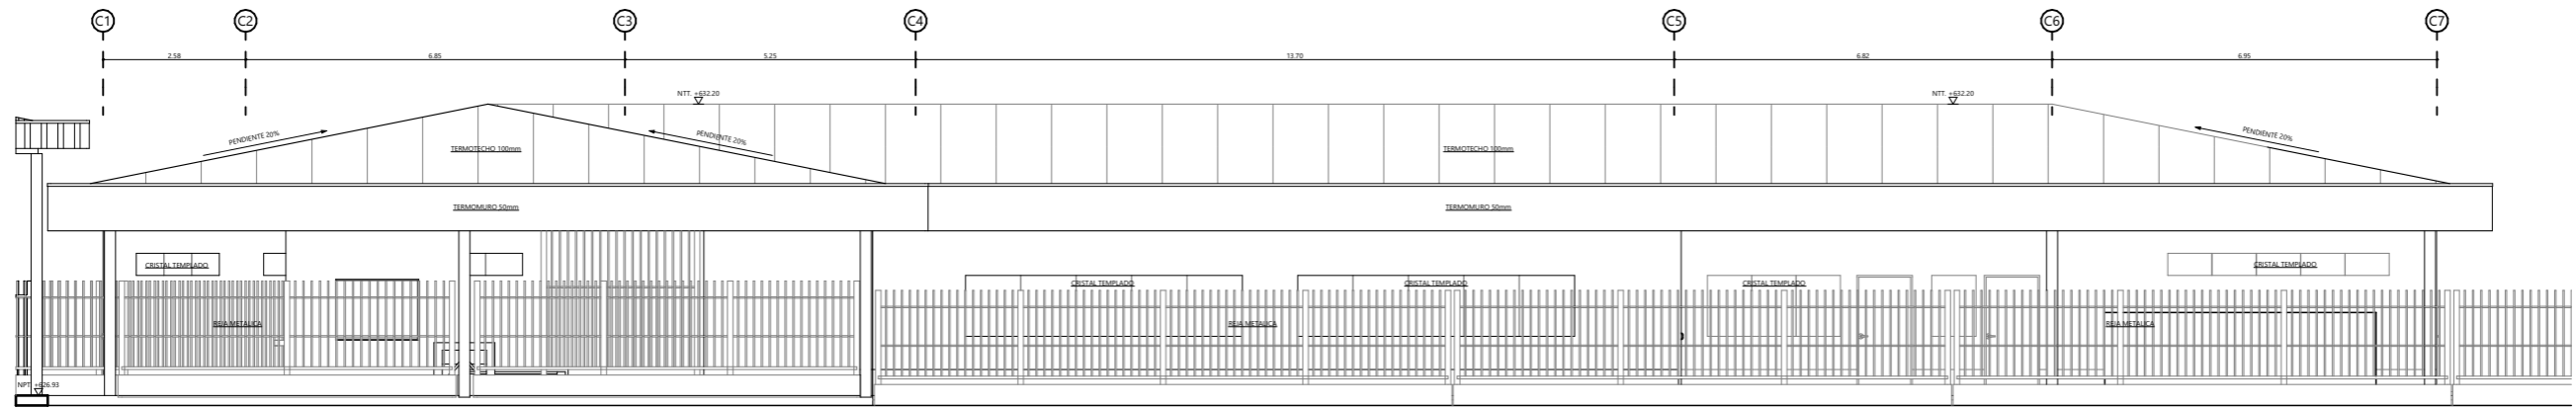 C1 C2 C3 C4 C5 C6 C7
2.58 6.85 5.25 13.70 6.82 6.95
NTT. +632.20 NTT. +632.20
PENDIENTE 20% PENDIENTE 20% PENDIENTE 20%
TERMOTECHO 100mm TERMOTECHO 100mm
TERMOMURO 50mm TERMOMURO 50mm
CRISTAL TEMPLADO CRISTAL TEMPLADO
CRISTAL TEMPLADO CRISTAL TEMPLADO CRISTAL TEMPLADO
REJA METALICA REJA METALICA REJA METALICA
NPT. +626.93